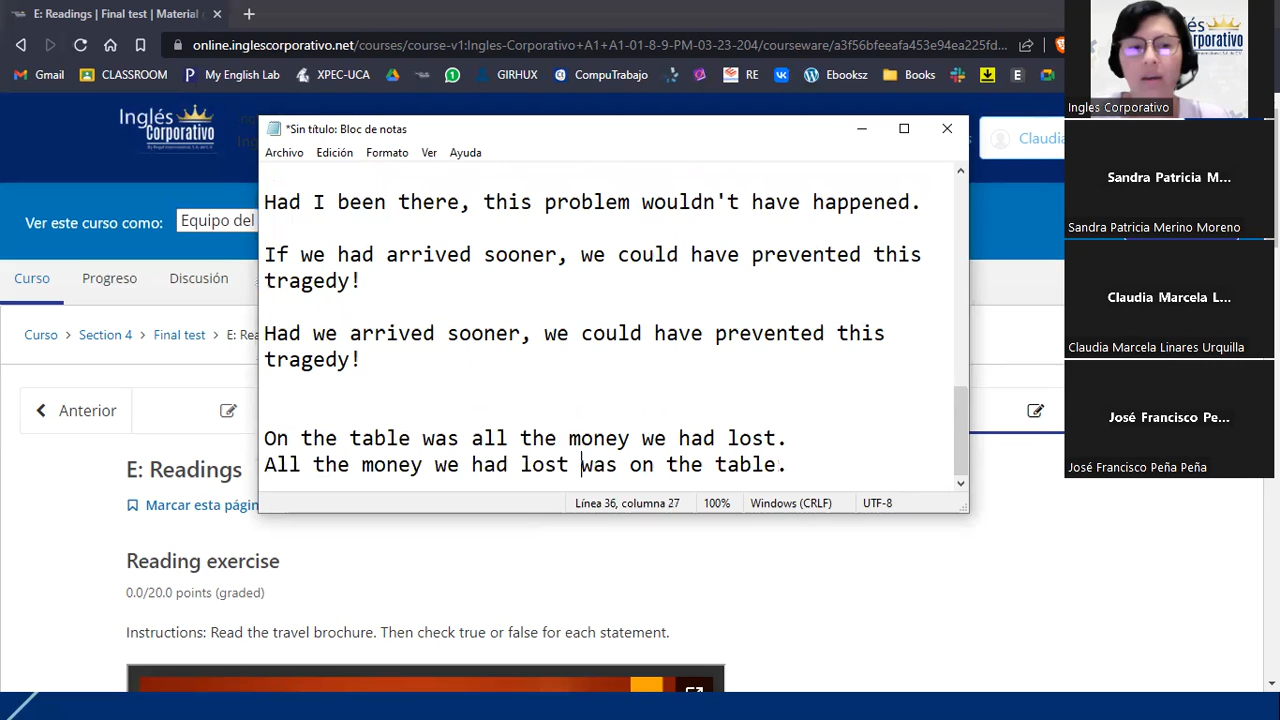 E: Readings | Final test | Material
online.inglescorporativo.net/courses/course-v1:Ingles-Corporativo+A1+A1-01-8-9-PM-03-23-204/courseware/a3f56bfeeafa453e94ea225fd...
Gmail CLASSROOM My English Lab XPEC-UCA GIRHUX CompuTrabajo RE Ebooksz Books
Inglés
Corporativo
Claudia
Ver este curso como: Equipo del
Curso Progreso Discusión
Curso > Section 4 > Final test > E: Rea
Anterior
*Sin título: Bloc de notas
Archivo Edición Formato Ver Ayuda
Had I been there, this problem wouldn't have happened.
If we had arrived sooner, we could have prevented this
tragedy!
Had we arrived sooner, we could have prevented this
tragedy!
On the table was all the money we had lost.
All the money we had lost was on the table.
Línea 36, columna 27 100% Windows (CRLF) UTF-8
E: Readings
Marcar esta págin
Reading exercise
0.0/20.0 points (graded)
Instructions: Read the travel brochure. Then check true or false for each statement.
Inglés
Corporativo
Ingles Corporativo
Sandra Patricia M...
Sandra Patricia Merino Moreno
Claudia Marcela L...
Claudia Marcela Linares Urquilla
José Francisco Pe...
José Francisco Peña Peña